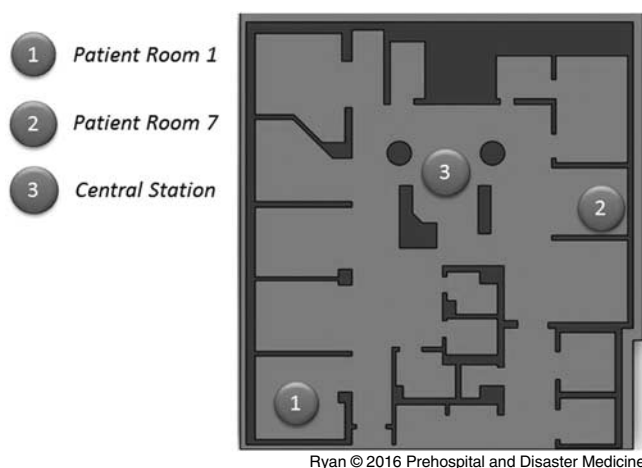 1 Patient Room 1
2 Patient Room 7
3 Central Station
3
2
1
Ryan © 2016 Prehospital and Disaster Medicine